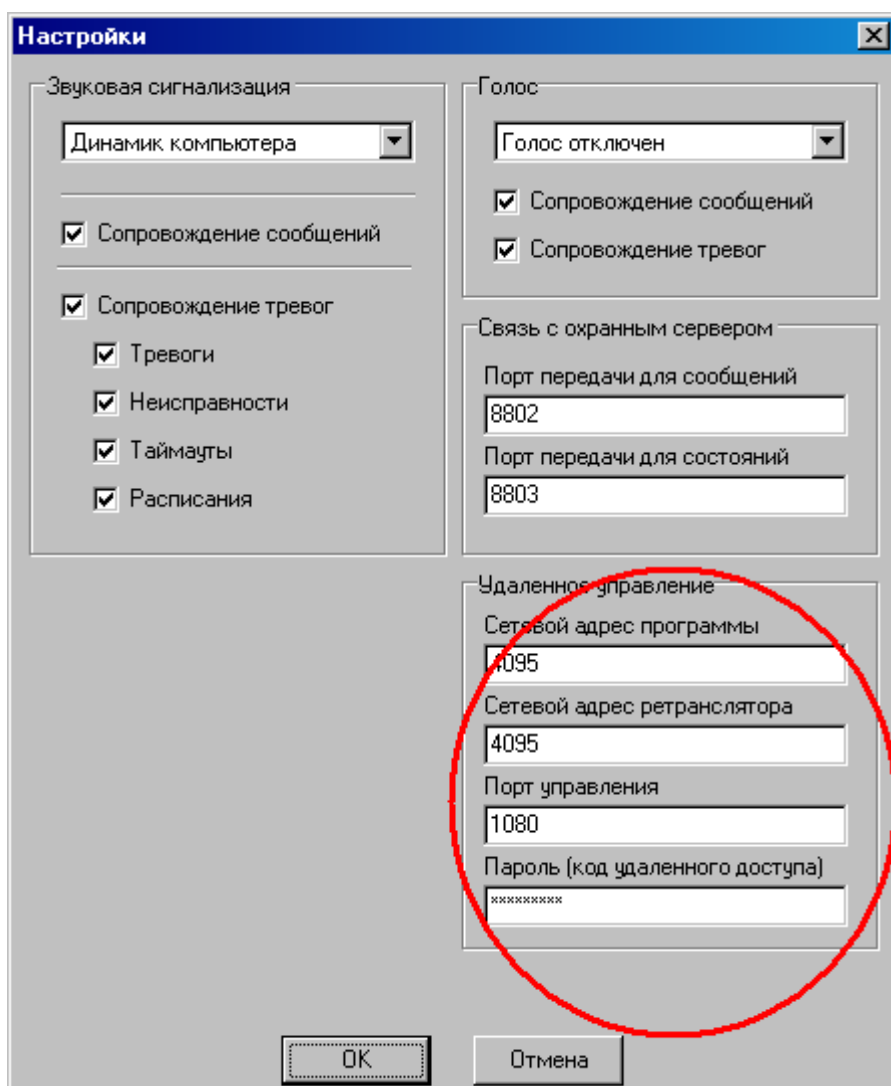 Настройки
Звуковая сигнализация
Динамик компьютера
Сопровождение сообщений
Сопровождение тревог
Тревоги
Неисправности
Таймауты
Расписания
Голос
Голос отключен
Сопровождение сообщений
Сопровождение тревог
Связь с охранным сервером
Порт передачи для сообщений
8802
Порт передачи для состояний
8803
Удаленное управление
Сетевой адрес программы
4095
Сетевой адрес ретранслятора
4095
Порт управления
1080
Пароль (код удаленного доступа)
*********
OK
Отмена